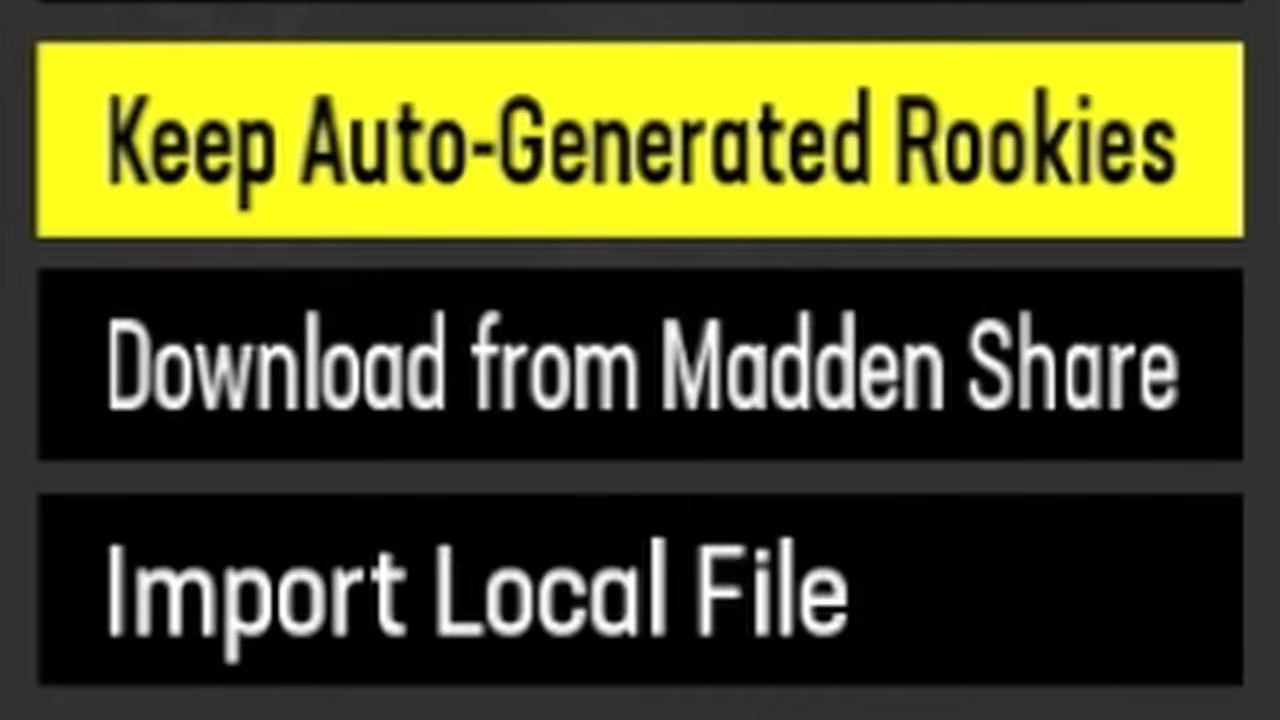 Keep Auto-Generated Rookies
Download from Madden Share
Import Local File